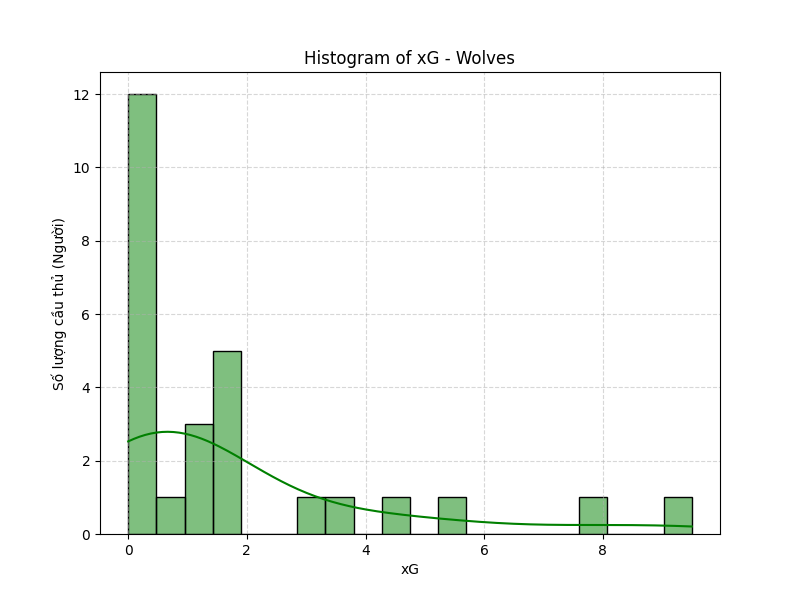 Histogram of xG - Wolves
Số lượng cầu thủ (Người)
12
10
8
6
4
2
0
0 2 4 6 8
xG